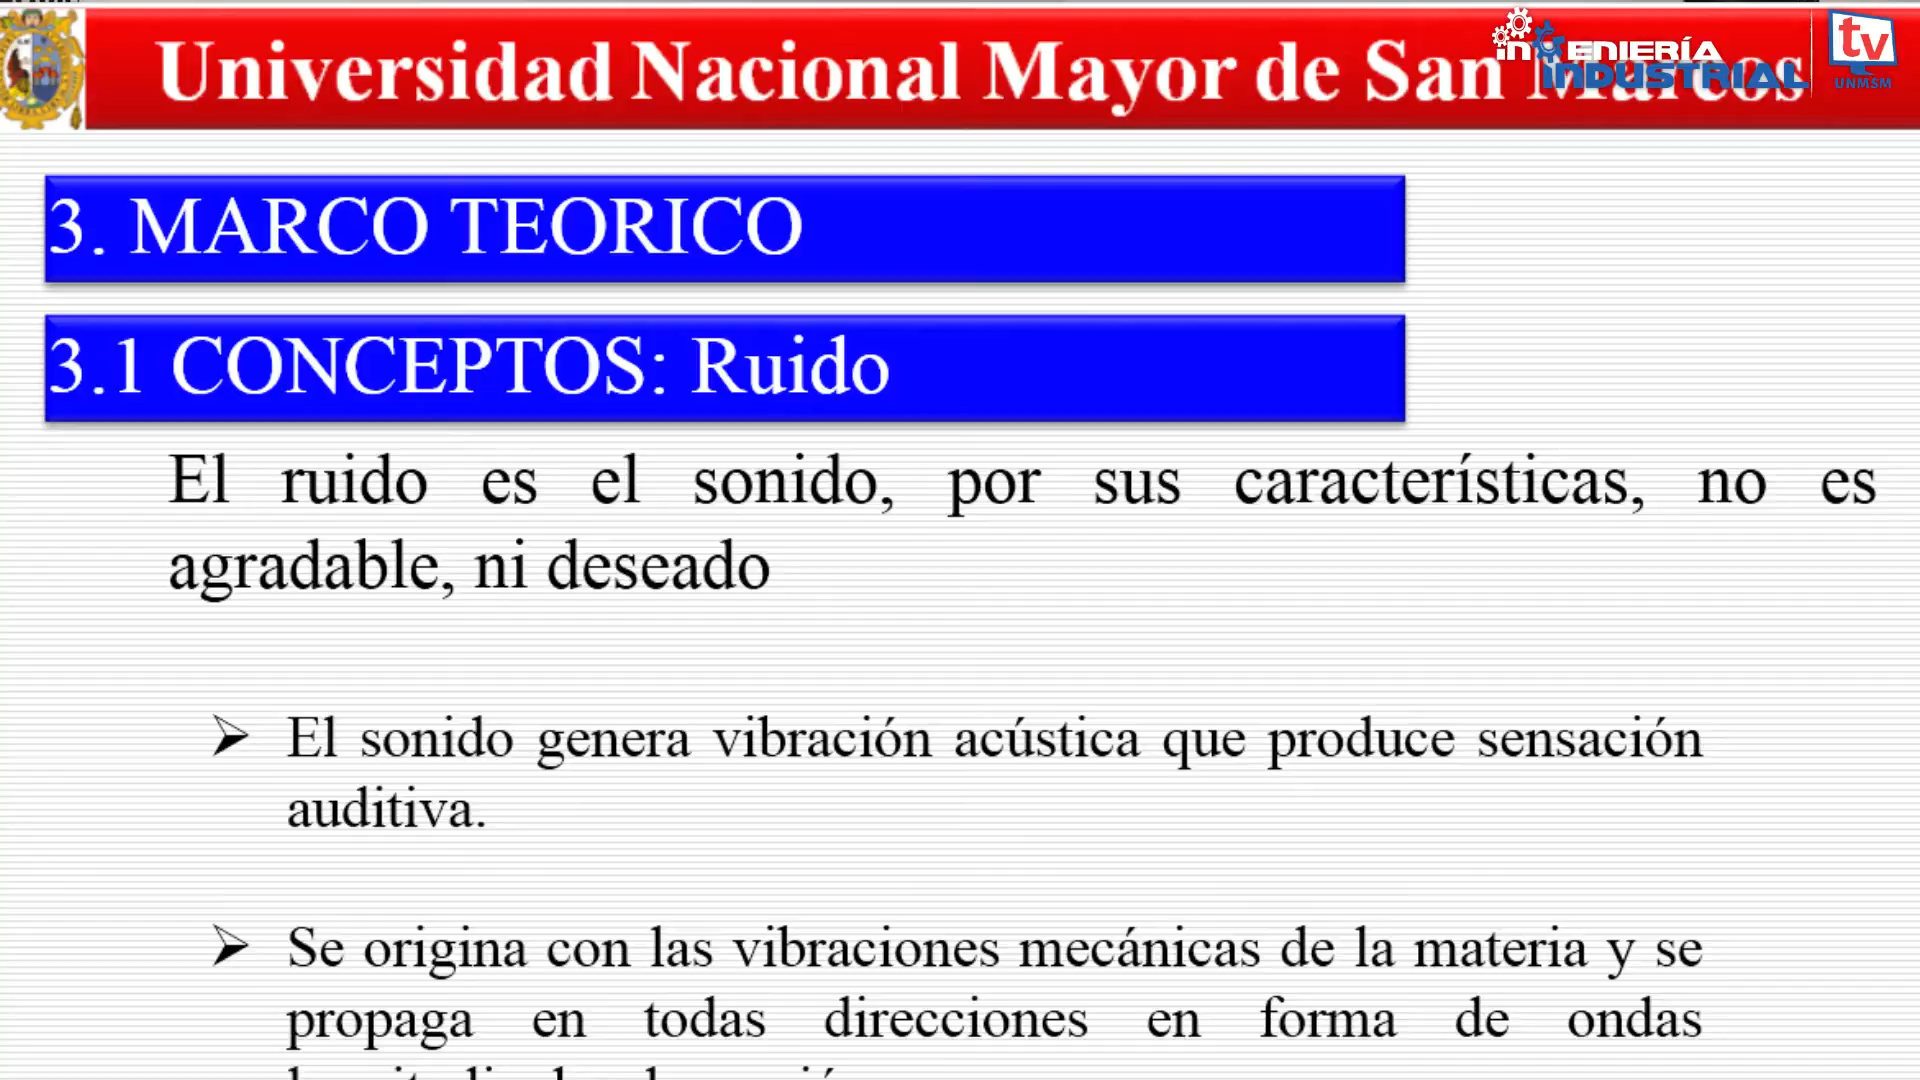 Universidad Nacional Mayor de San Marcos
INGENIERÍA
INDUSTRIAL
tv
UNMSM
3. MARCO TEORICO
3.1 CONCEPTOS: Ruido
El ruido es el sonido, por sus características, no es
agradable, ni deseado
El sonido genera vibración acústica que produce sensación
auditiva.
Se origina con las vibraciones mecánicas de la materia y se
propaga en todas direcciones en forma de ondas